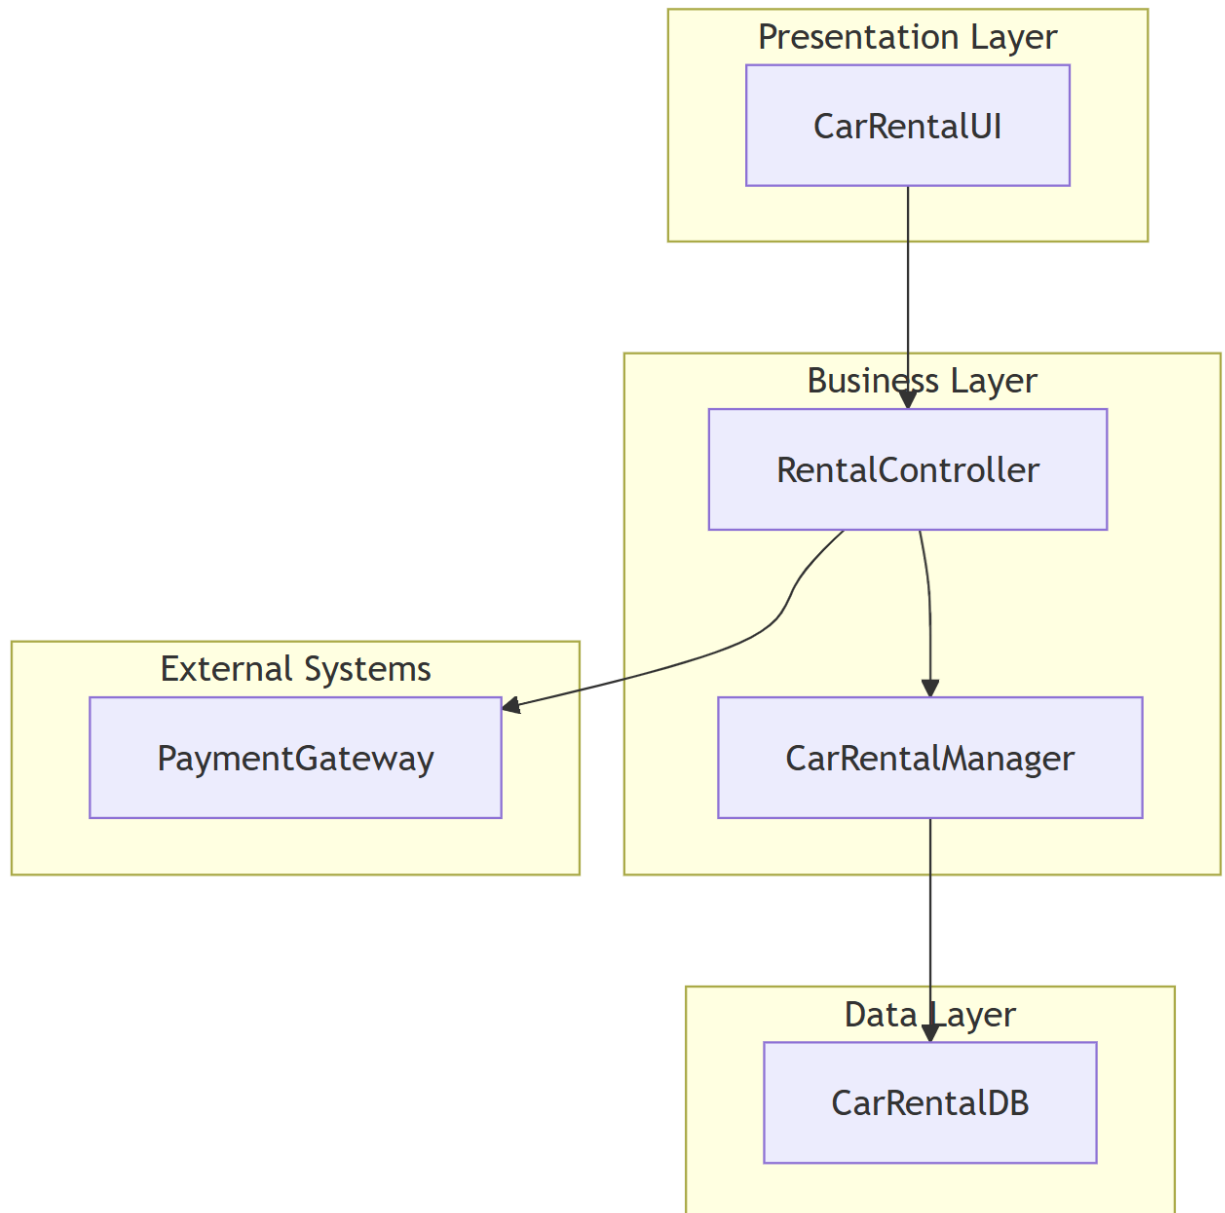 Presentation Layer
CarRentalUI
Business Layer
RentalController
External Systems
PaymentGateway
CarRentalManager
Data Layer
CarRentalDB